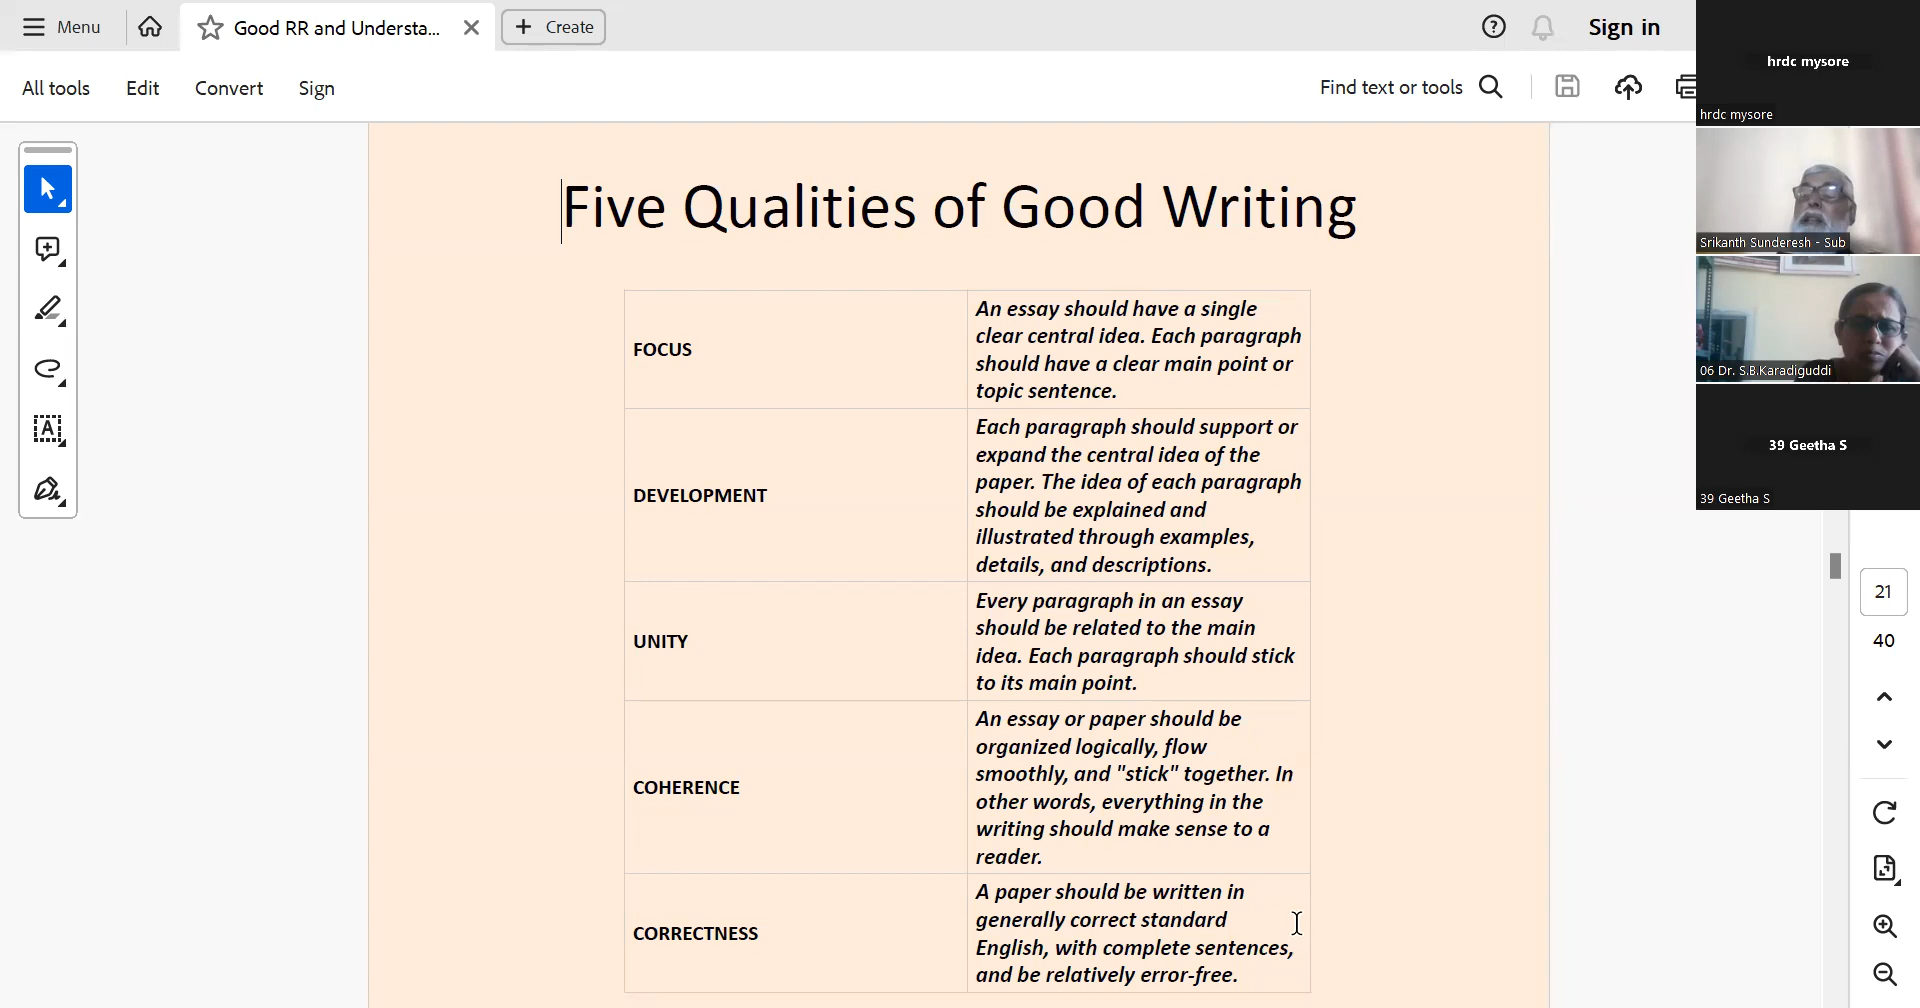 Menu
Good RR and Understa...
Create
Sign in
All tools
Edit
Convert
Sign
Find text or tools
hrdc mysore
hrdc mysore
Srikanth Sunderesh - Sub
06 Dr. S.B.Karadiguddi
39 Geetha S
39 Geetha S
Five Qualities of Good Writing
FOCUS
An essay should have a single
clear central idea. Each paragraph
should have a clear main point or
topic sentence.
DEVELOPMENT
Each paragraph should support or
expand the central idea of the
paper. The idea of each paragraph
should be explained and
illustrated through examples,
details, and descriptions.
UNITY
Every paragraph in an essay
should be related to the main
idea. Each paragraph should stick
to its main point.
COHERENCE
An essay or paper should be
organized logically, flow
smoothly, and "stick" together. In
other words, everything in the
writing should make sense to a
reader.
CORRECTNESS
A paper should be written in
generally correct standard
English, with complete sentences,
and be relatively error-free.
21
40